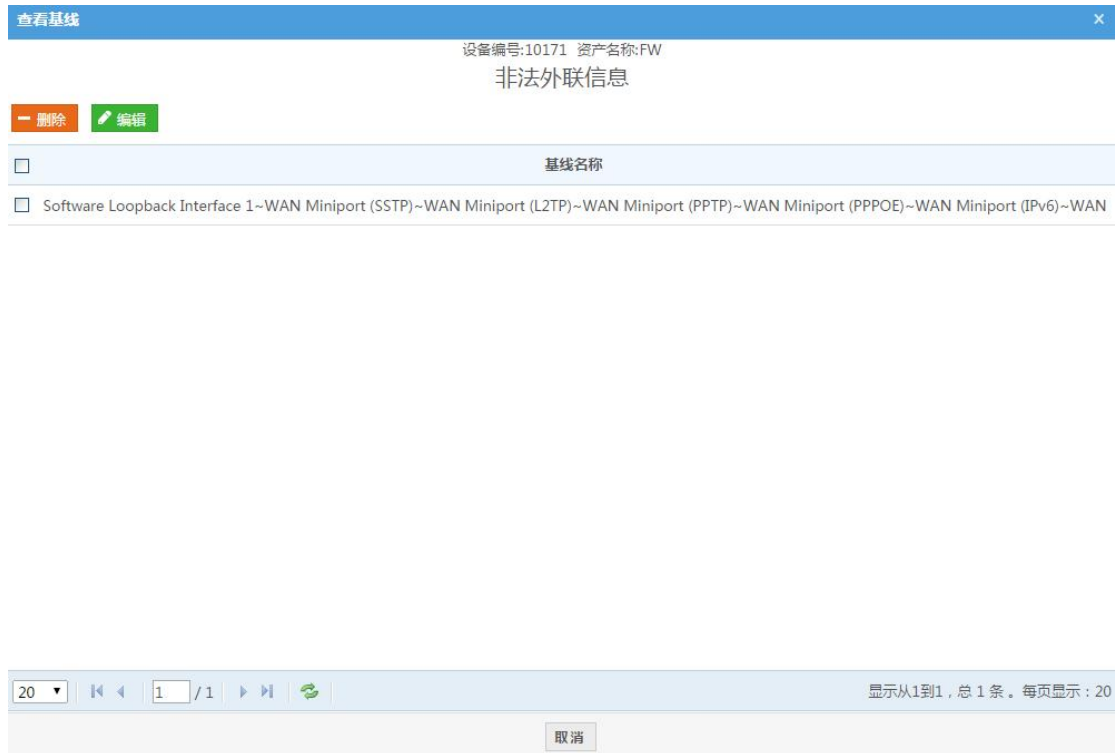 查看基线 ×
设备编号:10171 资产名称:FW
非法外联信息
删除 编辑
基线名称
Software Loopback Interface 1~WAN Miniport (SSTP)~WAN Miniport (L2TP)~WAN Miniport (PPTP)~WAN Miniport (PPPOE)~WAN Miniport (IPv6)~WAN
20 1 / 1 显示从1到1，总 1 条 。每页显示：20
取消